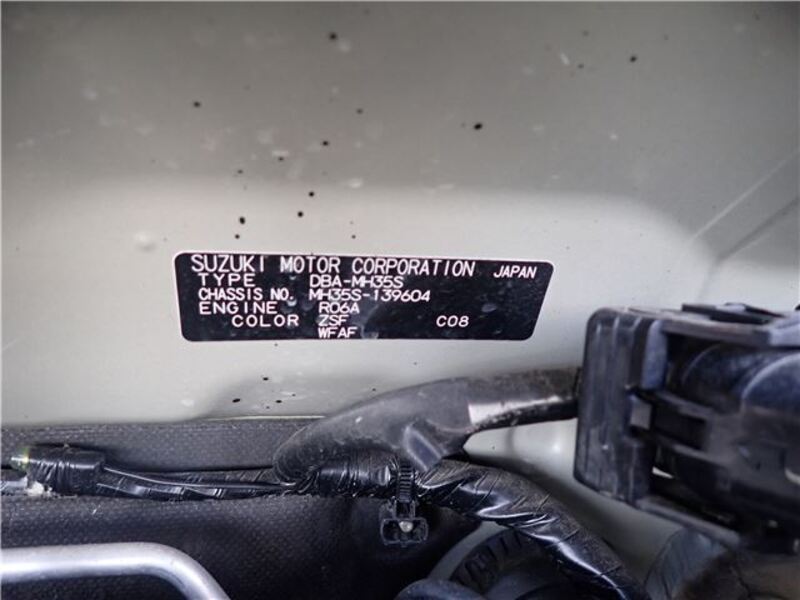 SUZUKI MOTOR CORPORATION JAPAN
TYPE DBA-MH35S
CHASSIS NO. MH35S-139604
ENGINE R06A
COLOR ZSF C08
WFAF